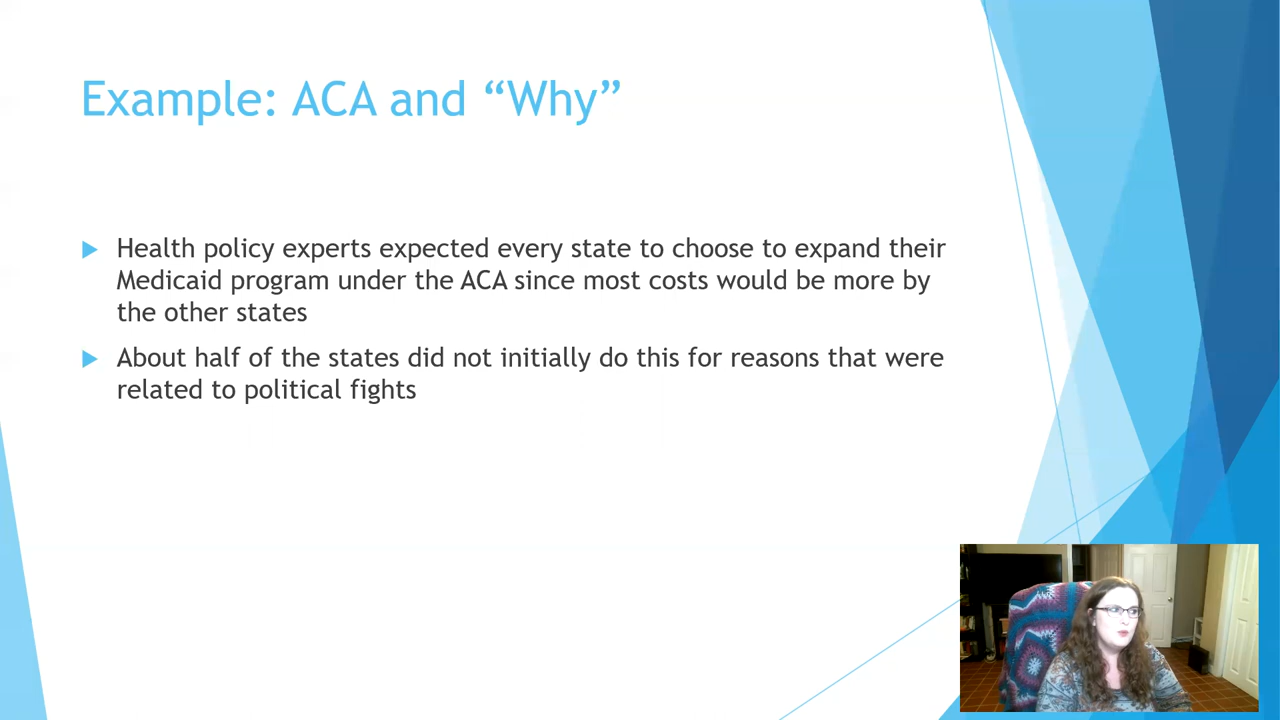 Example: ACA and “Why”
Health policy experts expected every state to choose to expand their
Medicaid program under the ACA since most costs would be more by
the other states
About half of the states did not initially do this for reasons that were
related to political fights